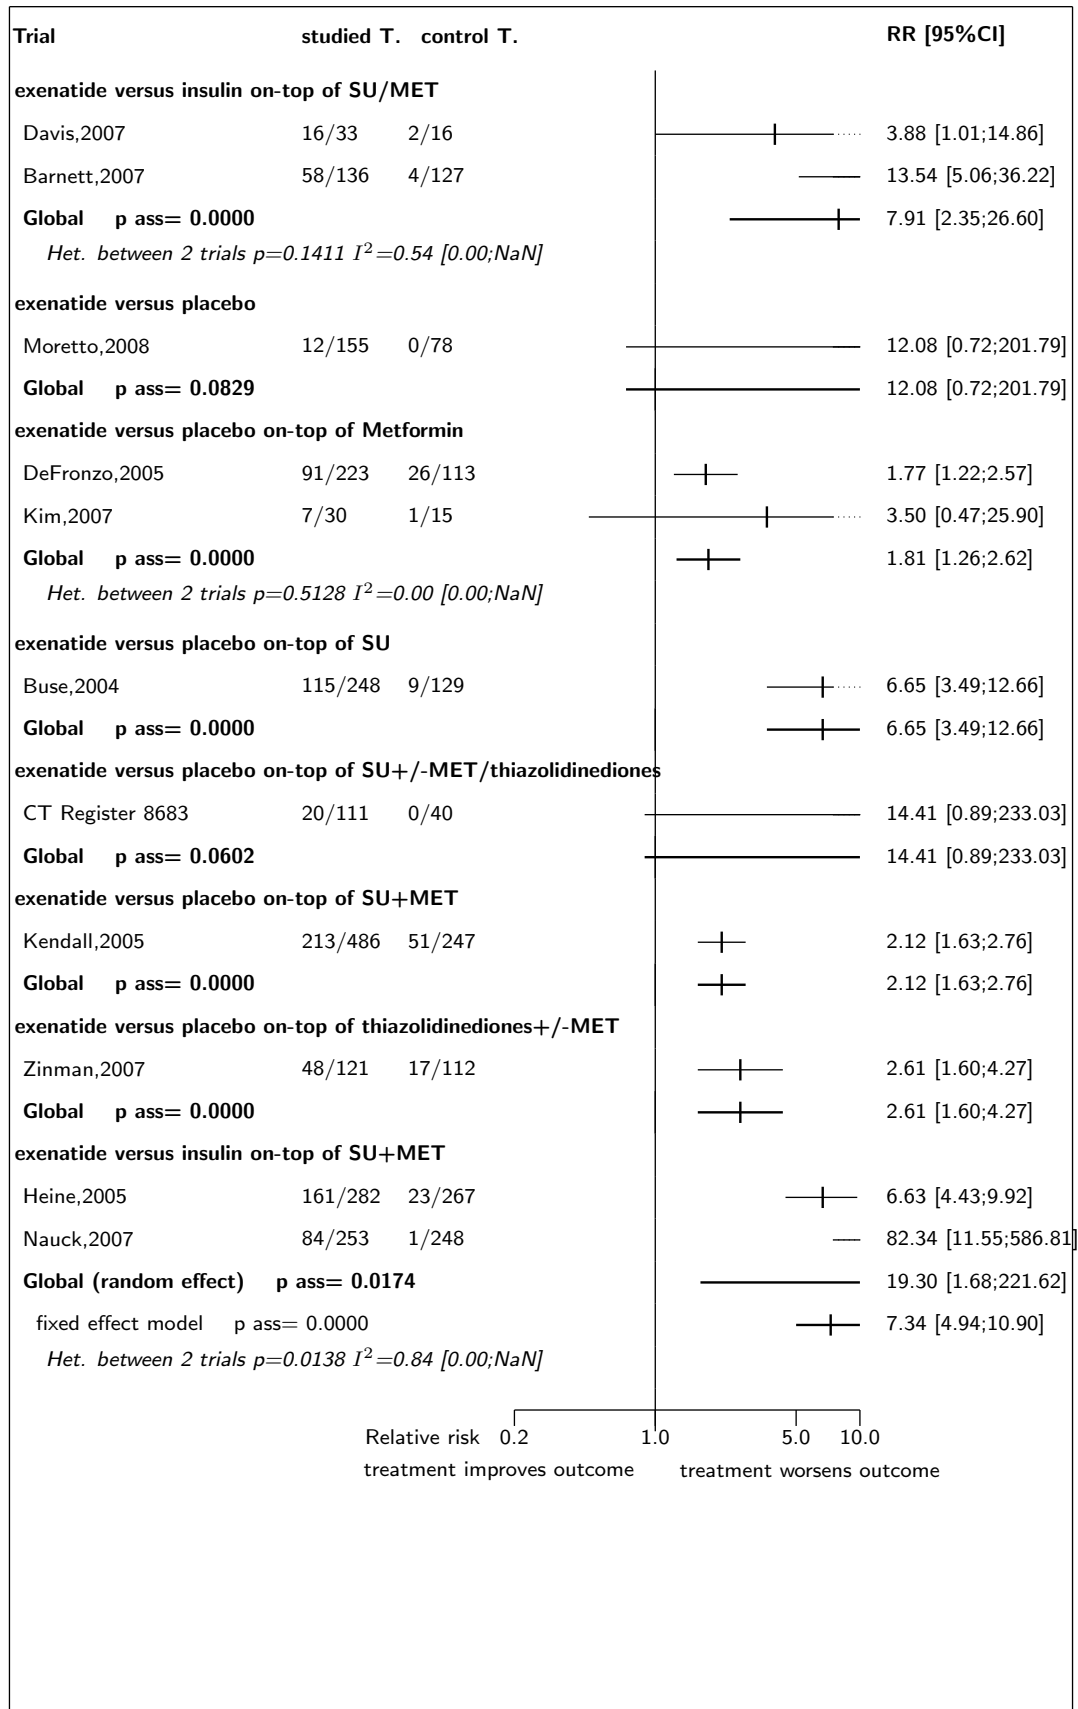 Trial studied T. control T. RR [95%CI]
exenatide versus insulin on-top of SU/MET
Davis,2007 16/33 2/16 3.88 [1.01;14.86]
Barnett,2007 58/136 4/127 13.54 [5.06;36.22]
Global p ass= 0.0000 7.91 [2.35;26.60]
Het. between 2 trials p=0.1411 I²=0.54 [0.00;NaN]
exenatide versus placebo
Moretto,2008 12/155 0/78 12.08 [0.72;201.79]
Global p ass= 0.0829 12.08 [0.72;201.79]
exenatide versus placebo on-top of Metformin
DeFronzo,2005 91/223 26/113 1.77 [1.22;2.57]
Kim,2007 7/30 1/15 3.50 [0.47;25.90]
Global p ass= 0.0000 1.81 [1.26;2.62]
Het. between 2 trials p=0.5128 I²=0.00 [0.00;NaN]
exenatide versus placebo on-top of SU
Buse,2004 115/248 9/129 6.65 [3.49;12.66]
Global p ass= 0.0000 6.65 [3.49;12.66]
exenatide versus placebo on-top of SU+/-MET/thiazolidinediones
CT Register 8683 20/111 0/40 14.41 [0.89;233.03]
Global p ass= 0.0602 14.41 [0.89;233.03]
exenatide versus placebo on-top of SU+MET
Kendall,2005 213/486 51/247 2.12 [1.63;2.76]
Global p ass= 0.0000 2.12 [1.63;2.76]
exenatide versus placebo on-top of thiazolidinediones+/-MET
Zinman,2007 48/121 17/112 2.61 [1.60;4.27]
Global p ass= 0.0000 2.61 [1.60;4.27]
exenatide versus insulin on-top of SU+MET
Heine,2005 161/282 23/267 6.63 [4.43;9.92]
Nauck,2007 84/253 1/248 82.34 [11.55;586.81]
Global (random effect) p ass= 0.0174 19.30 [1.68;221.62]
fixed effect model p ass= 0.0000 7.34 [4.94;10.90]
Het. between 2 trials p=0.0138 I²=0.84 [0.00;NaN]
Relative risk 0.2 1.0 5.0 10.0
treatment improves outcome treatment worsens outcome